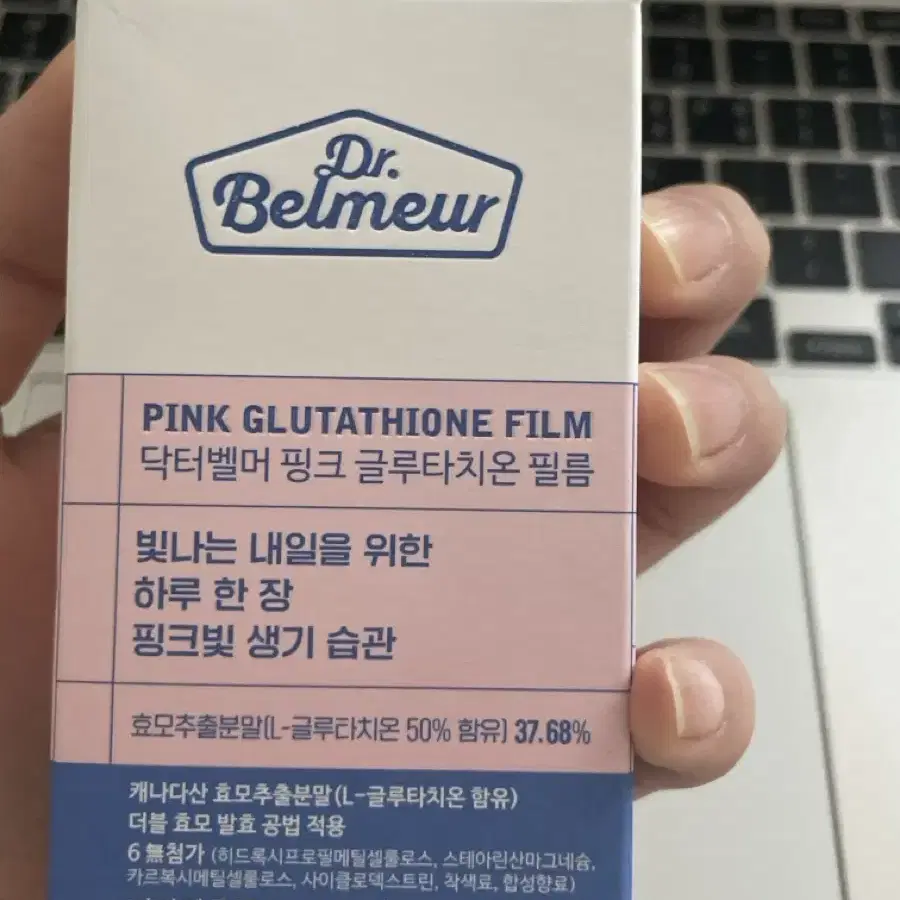 Dr.
Belmeur
PINK GLUTATHIONE FILM
닥터벨머 핑크 글루타치온 필름
빛나는 내일을 위한
하루 한 장
핑크빛 생기 습관
효모추출분말(L-글루타치온 50% 함유) 37.68%
캐나다산 효모추출분말(L-글루타치온 함유)
더블 효모 발효 공법 적용
6 無첨가 (히드록시프로필메틸셀룰로스, 스테아린산마그네슘,
카르복시메틸셀룰로스, 사이클로덱스트린, 착색료, 합성향료)